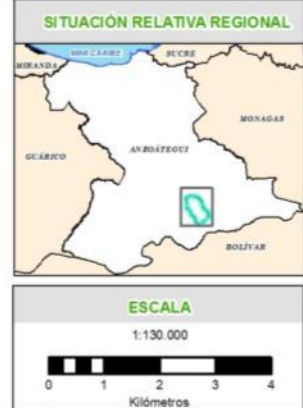 SITUACIÓN RELATIVA REGIONAL
MAR CARIBE
SUCRE
MIRANDA
MONAGAS
GUÁRICO
ANZOÁTEGUI
BOLÍVAR
ESCALA
1:130.000
0 1 2 3 4
Kilómetros